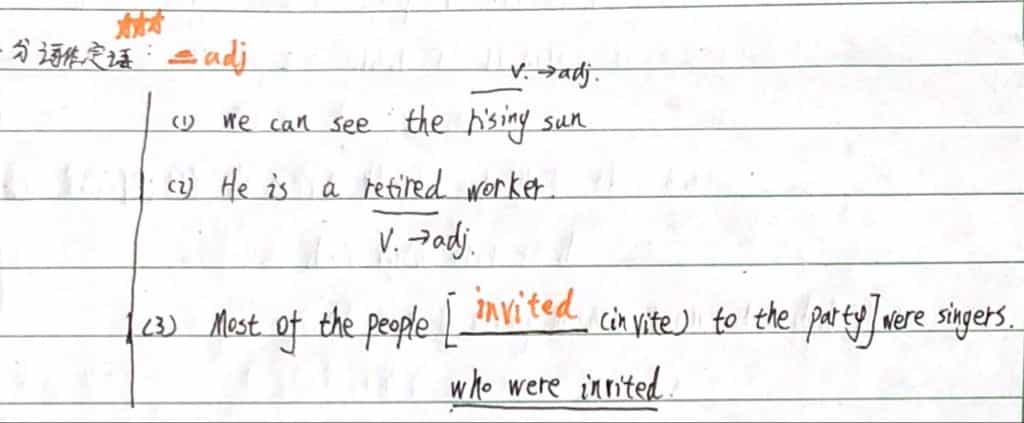 分词作定语: = adj
V. → adj.
(1) We can see the rising sun
(2) He is a retired worker.
V. → adj.
(3) Most of the people [ invited (invite) to the party] were singers.
who were invited.